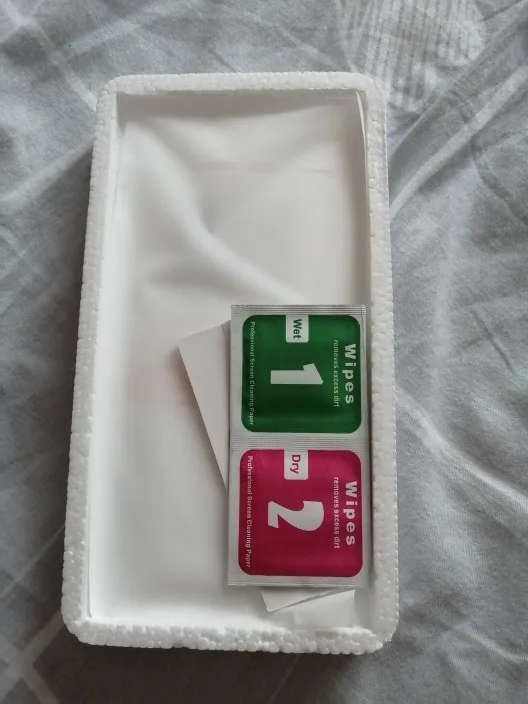 Wipes
removes excess dirt
Wet
1
Professional Screen Cleaning Paper
Wipes
removes excess dirt
Dry
2
Professional Screen Cleaning Paper